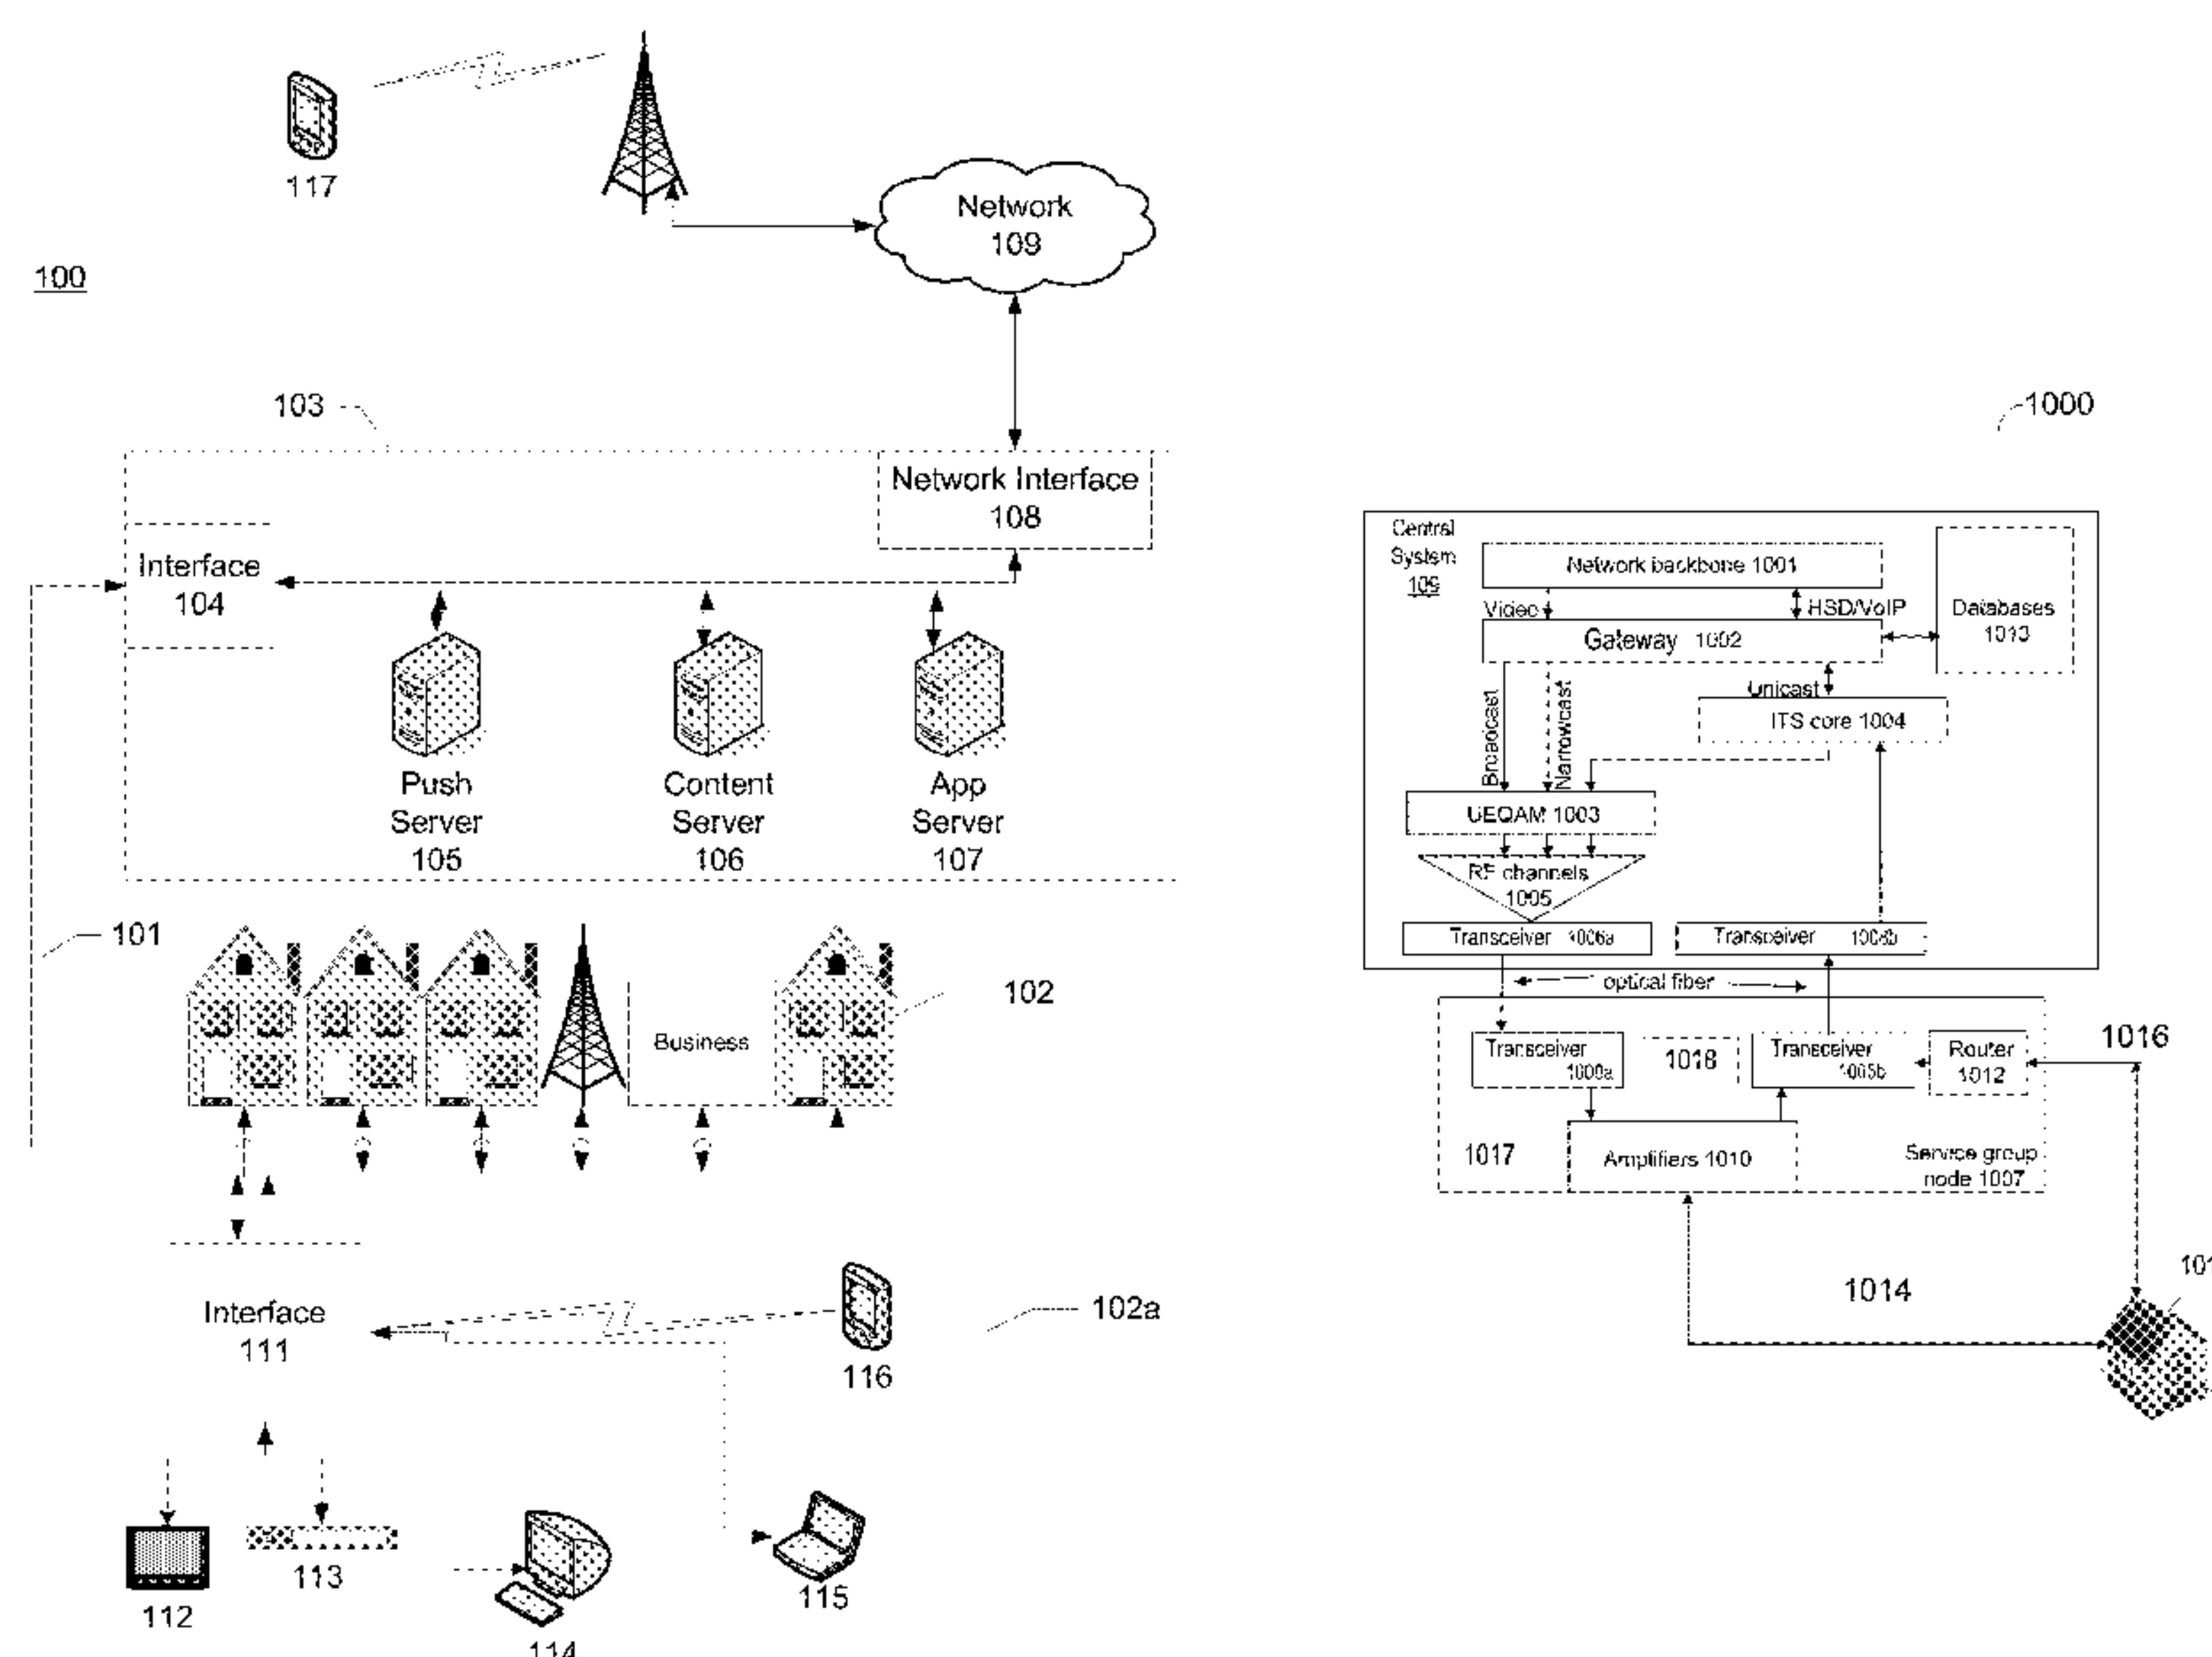 117
Network
109
100
103
Network Interface
108
Interface
104
Push
Server
105
Content
Server
106
App
Server
107
101
102
Business
Interface
111
116
102a
112
113
114
115
1000
Central
System
109
Network backbone 1001
Video
HSD/VoIP
Databases
1013
Gateway 1002
Broadcast
Narrowcast
Unicast
ITS core 1004
UEQAM 1003
RF channels
1005
Transceiver 1006a
Transceiver
optical fiber
Transceiver
1018
Transceiver
Router
1012
1016
1017
Amplifiers 1010
Service group
node 1007
1014